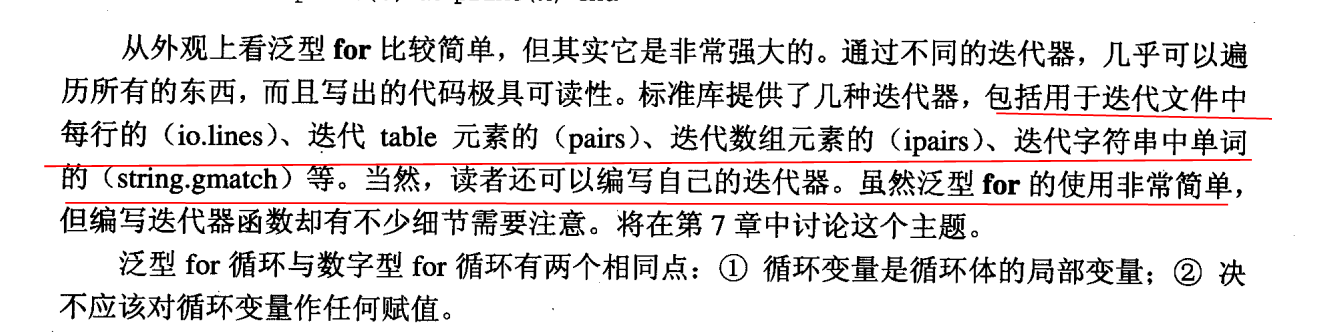 从外观上看泛型 for 比较简单，但其实它是非常强大的。通过不同的迭代器，几乎可以遍
历所有的东西，而且写出的代码极具可读性。标准库提供了几种迭代器，包括用于迭代文件中
每行的（io.lines）、迭代 table 元素的（pairs）、迭代数组元素的（ipairs）、迭代字符串中单词
的（string.gmatch）等。当然，读者还可以编写自己的迭代器。虽然泛型 for 的使用非常简单，
但编写迭代器函数却有不少细节需要注意。将在第 7 章中讨论这个主题。
泛型 for 循环与数字型 for 循环有两个相同点：① 循环变量是循环体的局部变量；② 决
不应该对循环变量作任何赋值。